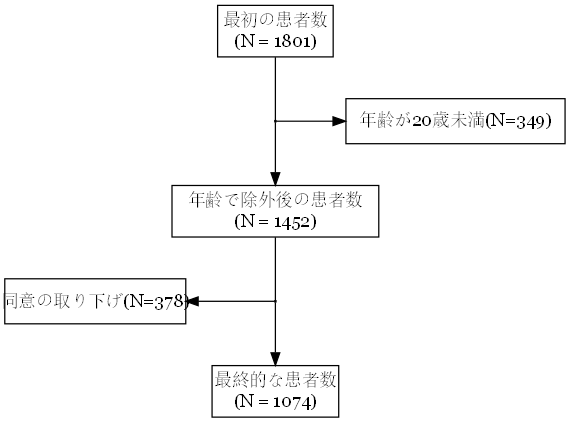 最初の患者数
(N = 1801)
年齢が20歳未満(N=349)
年齢で除外後の患者数
(N = 1452)
同意の取り下げ(N=378)
最終的な患者数
(N = 1074)